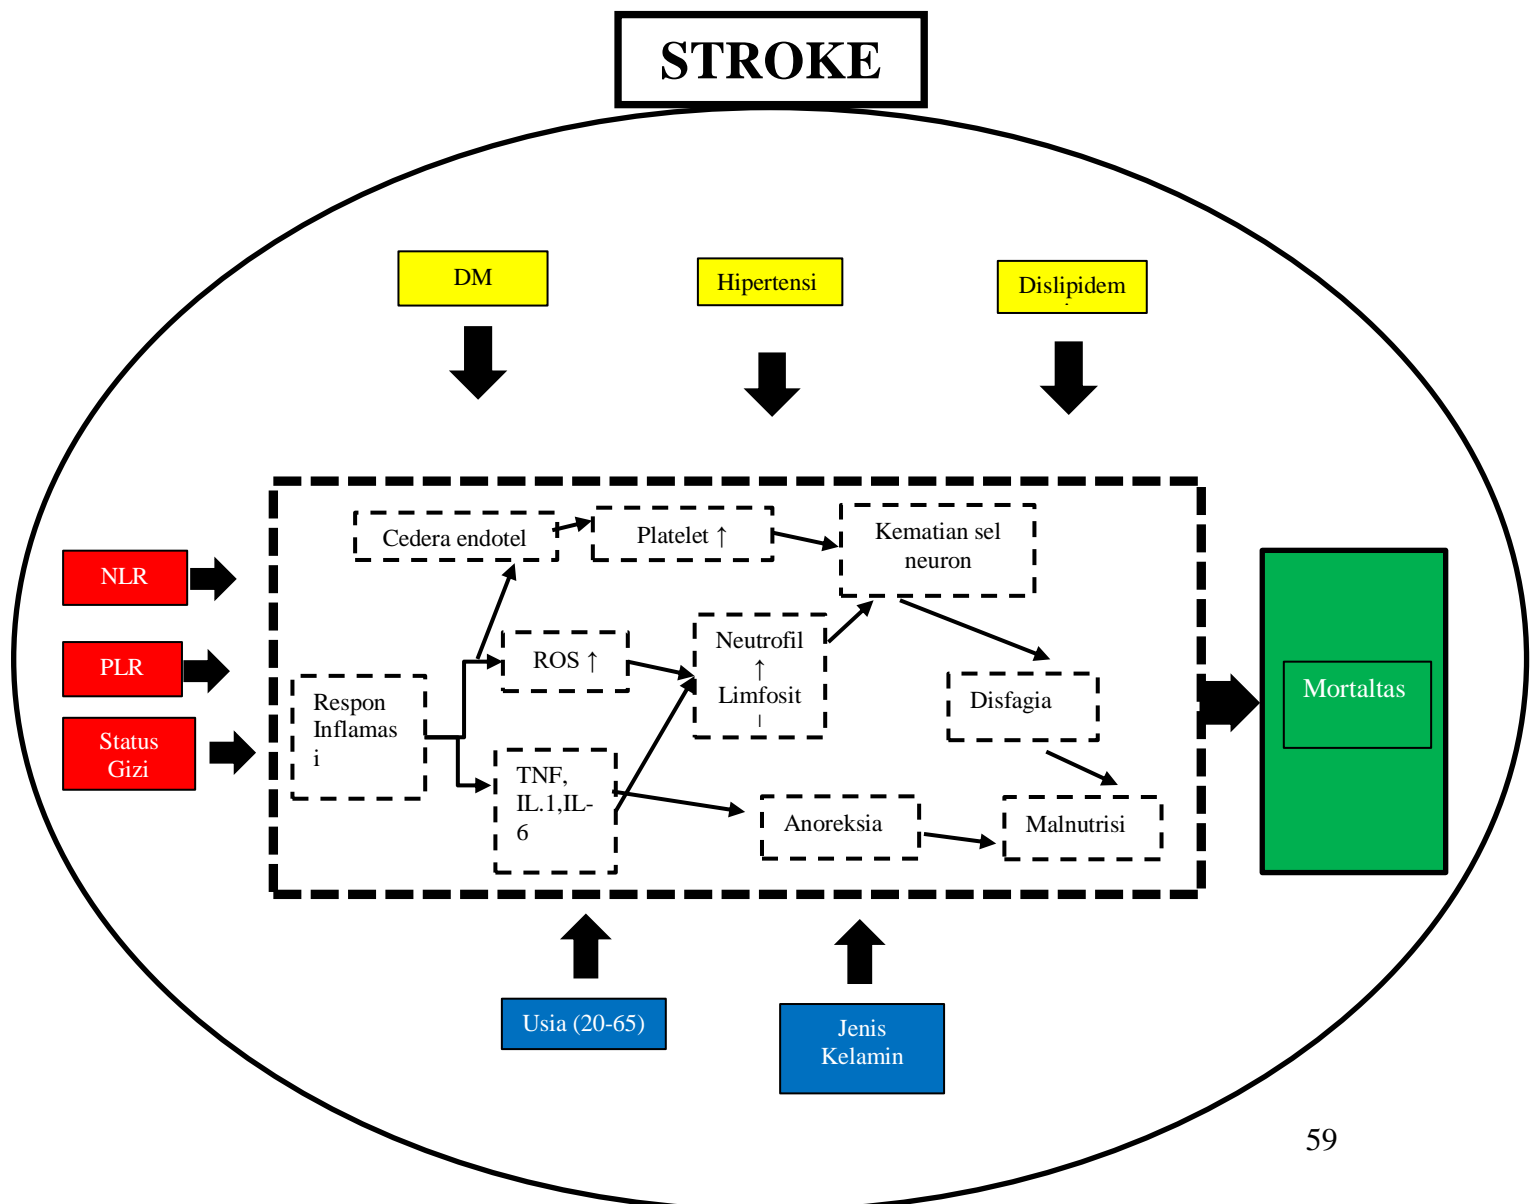 STROKE
DM
Hipertensi
Dislipidem
Cedera endotel
Platelet ↑
Kematian sel
neuron
NLR
PLR
Status
Gizi
Respon
Inflamas
i
ROS ↑
Neutrofil
↑
Limfosit
Disfagia
Mortaltas
TNF,
IL.1,IL-
6
Anoreksia
Malnutrisi
Usia (20-65)
Jenis
Kelamin
59